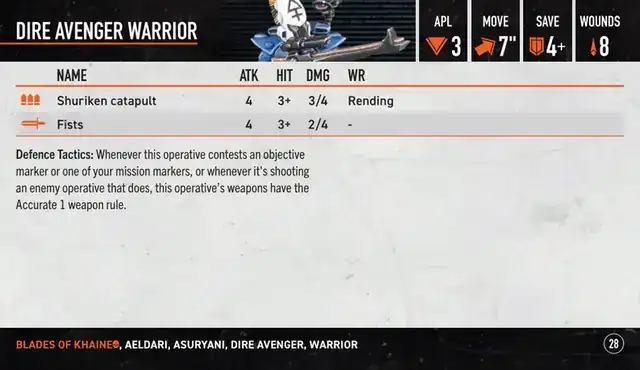 DIRE AVENGER WARRIOR
APL MOVE SAVE WOUNDS
3 7" 4+ 8
NAME ATK HIT DMG WR
Shuriken catapult 4 3+ 3/4 Rending
Fists 4 3+ 2/4 -
Defence Tactics: Whenever this operative contests an objective
marker or one of your mission markers, or whenever it's shooting
an enemy operative that does, this operative's weapons have the
Accurate 1 weapon rule.
BLADES OF KHAINE, AELDARI, ASURYANI, DIRE AVENGER, WARRIOR
28